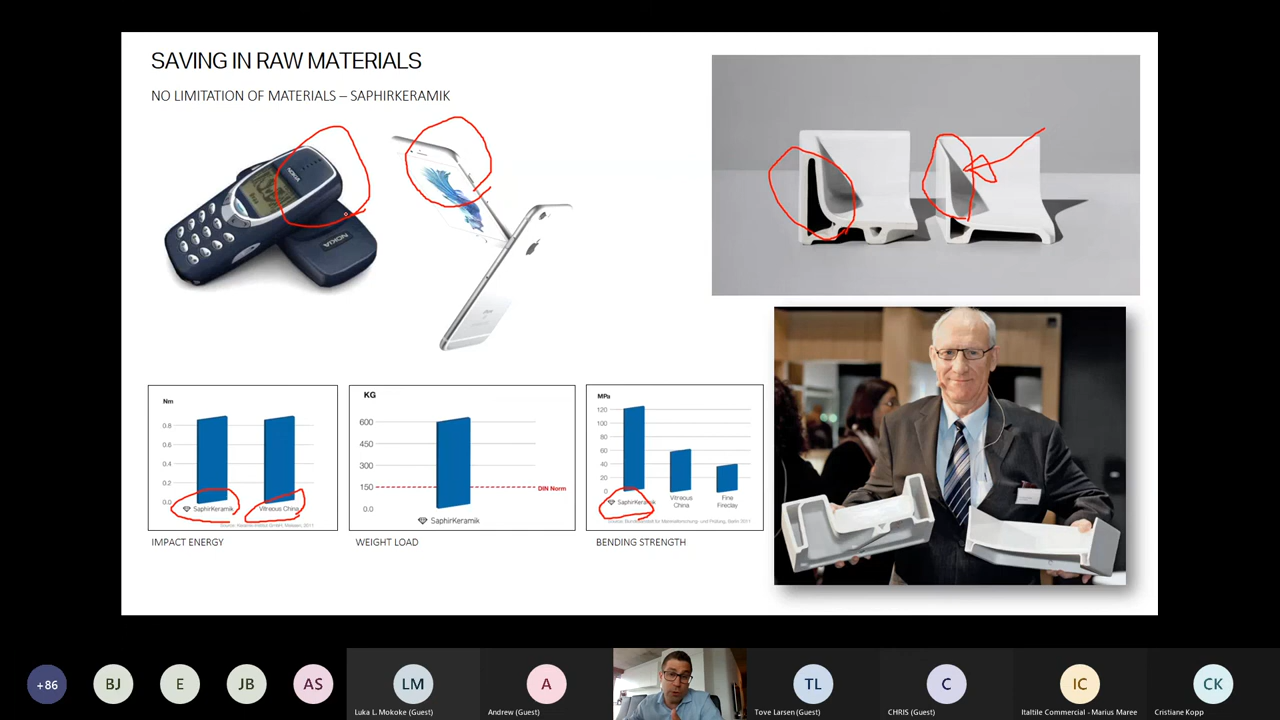 SAVING IN RAW MATERIALS
NO LIMITATION OF MATERIALS – SAPHIRKERAMIK
NOKIA
NOKIA
Nm
0.8
0.6
0.4
0.2
0.0
SaphirKeramik
Vitreous China
IMPACT ENERGY
KG
600
450
300
150
DIN Norm
0.0
SaphirKeramik
WEIGHT LOAD
MPa
120
100
80
60
40
20
0
SaphirKeramik
Vitreous
China
Fine
Fireclay
BENDING STRENGTH
+86
BJ
E
JB
AS
LM
Luka L. Mokoke (Guest)
A
Andrew (Guest)
TL
Tove Larsen (Guest)
C
CHRIS (Guest)
IC
Italtile Commercial - Marius Maree
CK
Cristiane Kopp